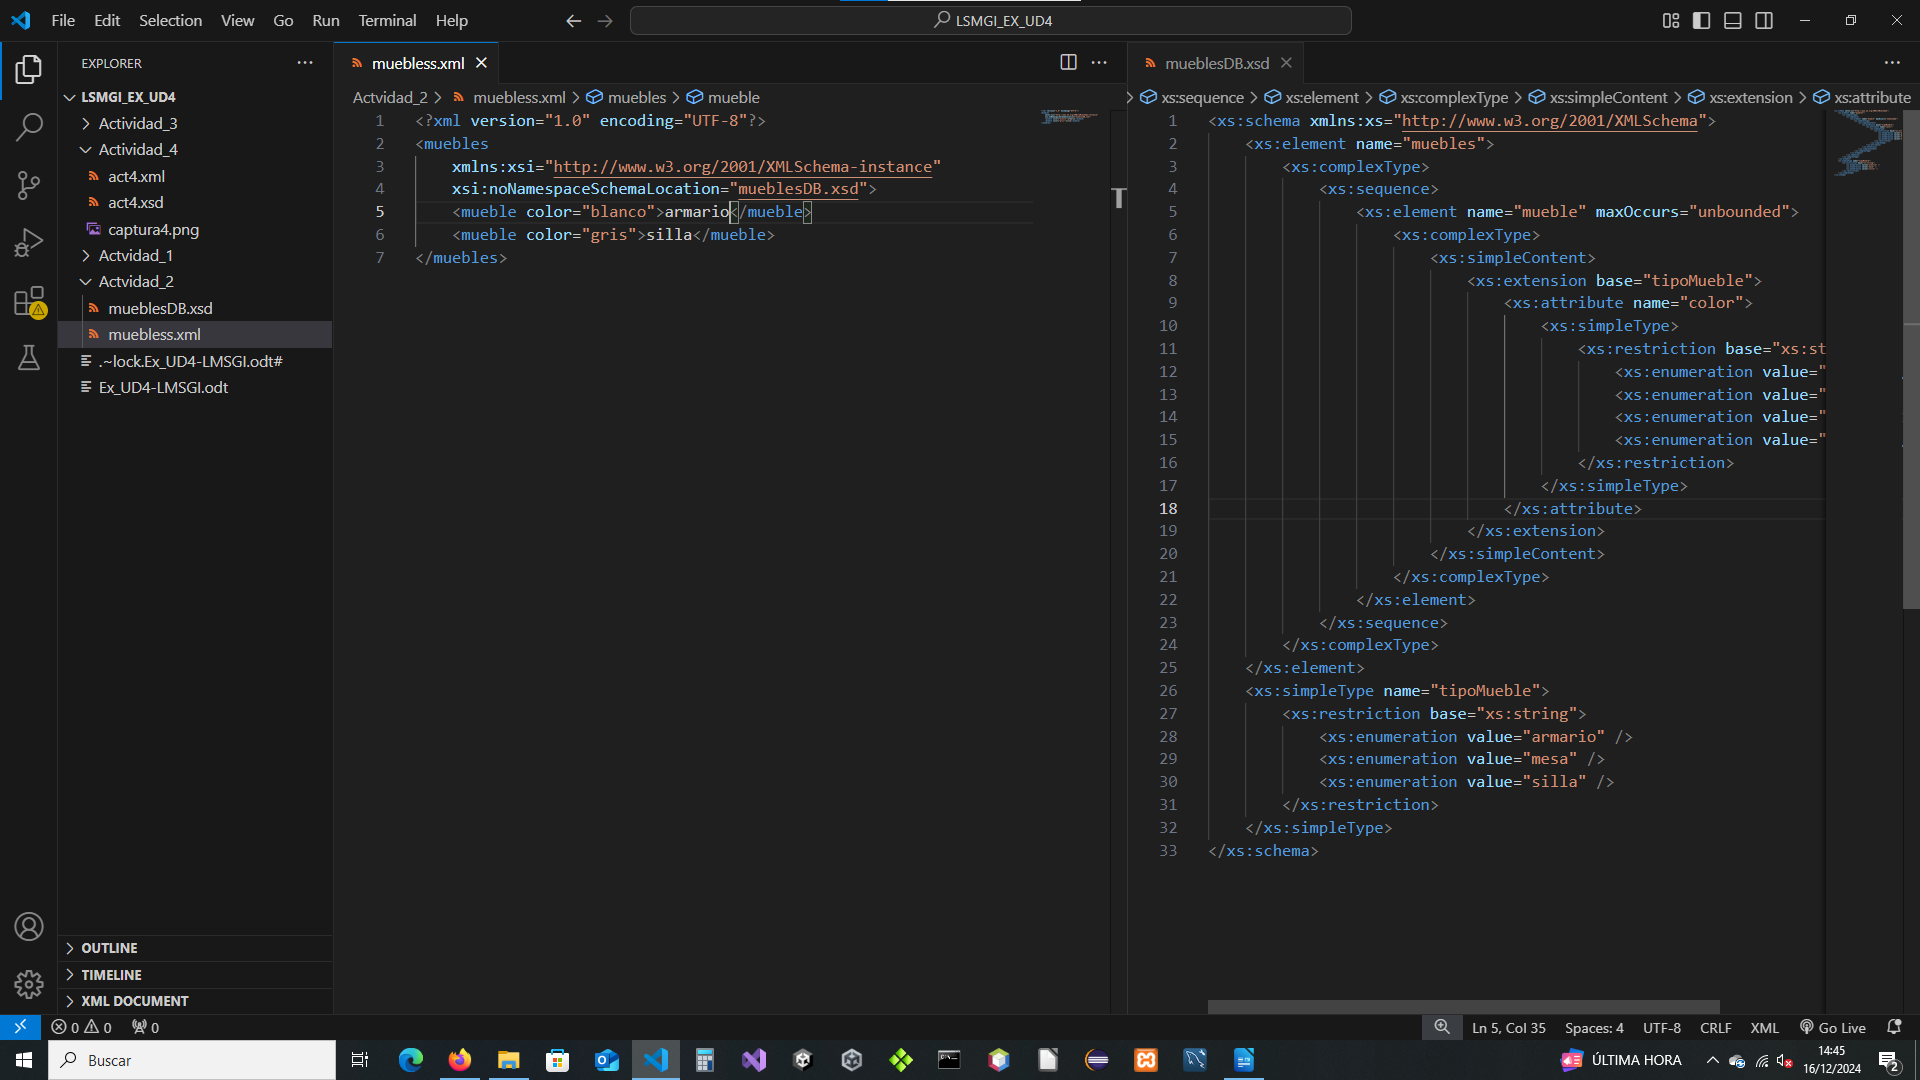 File Edit Selection View Go Run Terminal Help
LSMGI_EX_UD4
EXPLORER
LSMGI_EX_UD4
Actvidad_3
Actvidad_4
act4.xml
act4.xsd
captura4.png
Actvidad_1
Actvidad_2
mueblesDB.xsd
muebless.xml
.~lock.Ex_UD4-LMSGI.odt#
Ex_UD4-LMSGI.odt
OUTLINE
TIMELINE
XML DOCUMENT
muebless.xml
Actvidad_2 > muebless.xml > muebles > mueble
1 <?xml version="1.0" encoding="UTF-8"?>
2 <muebles
3 xmlns:xsi="http://www.w3.org/2001/XMLSchema-instance"
4 xsi:noNamespaceSchemaLocation="mueblesDB.xsd">
5 <mueble color="blanco">armario</mueble>
6 <mueble color="gris">silla</mueble>
7 </muebles>
mueblesDB.xsd
> xs:sequence > xs:element > xs:complexType > xs:simpleContent > xs:extension > xs:attribute
1 <xs:schema xmlns:xs="http://www.w3.org/2001/XMLSchema">
2 <xs:element name="muebles">
3 <xs:complexType>
4 <xs:sequence>
5 <xs:element name="mueble" maxOccurs="unbounded">
6 <xs:complexType>
7 <xs:simpleContent>
8 <xs:extension base="tipoMueble">
9 <xs:attribute name="color">
10 <xs:simpleType>
11 <xs:restriction base="xs:st
12 <xs:enumeration value="
13 <xs:enumeration value="
14 <xs:enumeration value="
15 <xs:enumeration value="
16 </xs:restriction>
17 </xs:simpleType>
18 </xs:attribute>
19 </xs:extension>
20 </xs:simpleContent>
21 </xs:complexType>
22 </xs:element>
23 </xs:sequence>
24 </xs:complexType>
25 </xs:element>
26 <xs:simpleType name="tipoMueble">
27 <xs:restriction base="xs:string">
28 <xs:enumeration value="armario" />
29 <xs:enumeration value="mesa" />
30 <xs:enumeration value="silla" />
31 </xs:restriction>
32 </xs:simpleType>
33 </xs:schema>
0 0 0
Ln 5, Col 35 Spaces: 4 UTF-8 CRLF XML Go Live
Buscar
ÚLTIMA HORA
14:45
16/12/2024
2